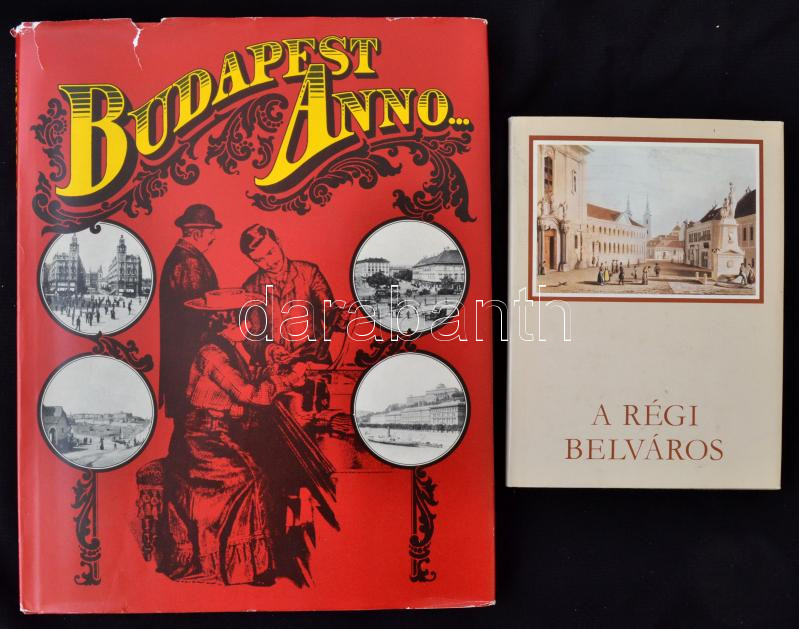 BUDAPEST
ANNO...
A RÉGI
BELVÁROS
darabanth